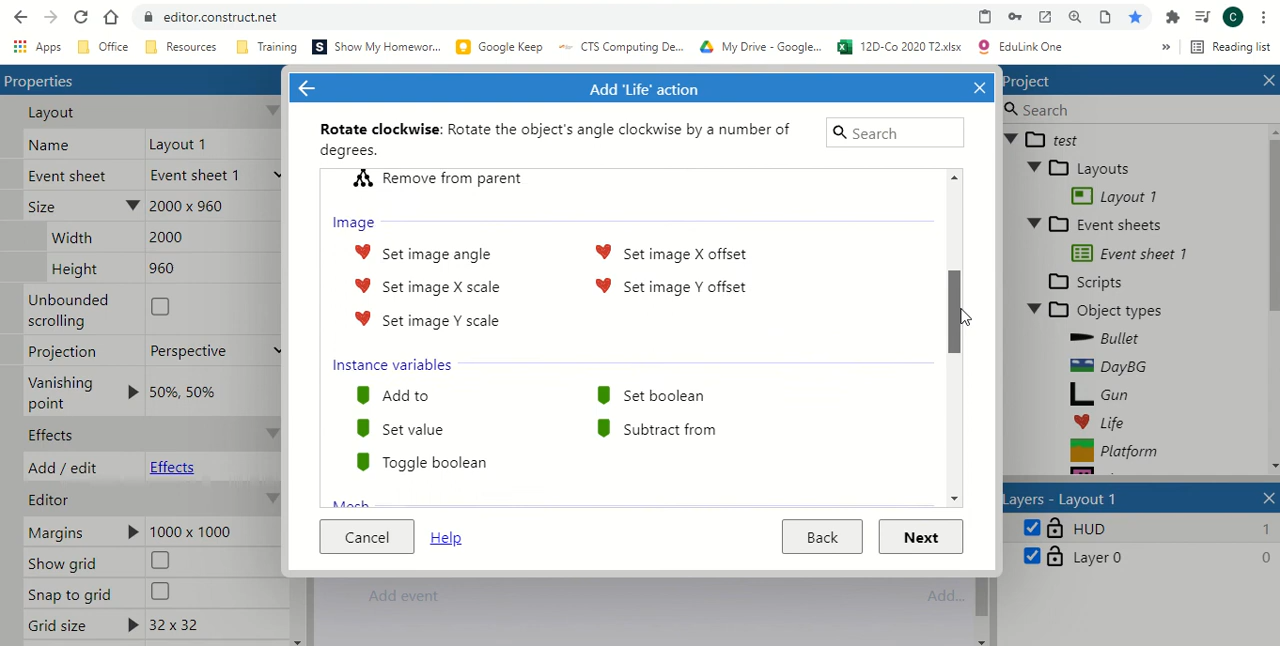 editor.construct.net
C
Apps
Office
Resources
Training
S
Show My Homewor...
Google Keep
CTS Computing De...
My Drive - Google...
12D-Co 2020 T2.xlsx
EduLink One
»
Reading list
Properties
Layout
Name
Layout 1
Event sheet
Event sheet 1
Size
2000 x 960
Width
2000
Height
960
Unbounded
scrolling
Projection
Perspective
Vanishing
point
50%, 50%
Effects
Add / edit
Effects
Editor
Margins
1000 x 1000
Show grid
Snap to grid
Grid size
32 x 32
Add 'Life' action
Rotate clockwise: Rotate the object's angle clockwise by a number of
degrees.
Search
Remove from parent
Image
Set image angle
Set image X offset
Set image X scale
Set image Y offset
Set image Y scale
Instance variables
Add to
Set boolean
Set value
Subtract from
Toggle boolean
Mesh
Cancel
Help
Back
Next
Add event
Add...
Project
Search
test
Layouts
Layout 1
Event sheets
Event sheet 1
Scripts
Object types
Bullet
DayBG
Gun
Life
Platform
Layers - Layout 1
HUD
1
Layer 0
0